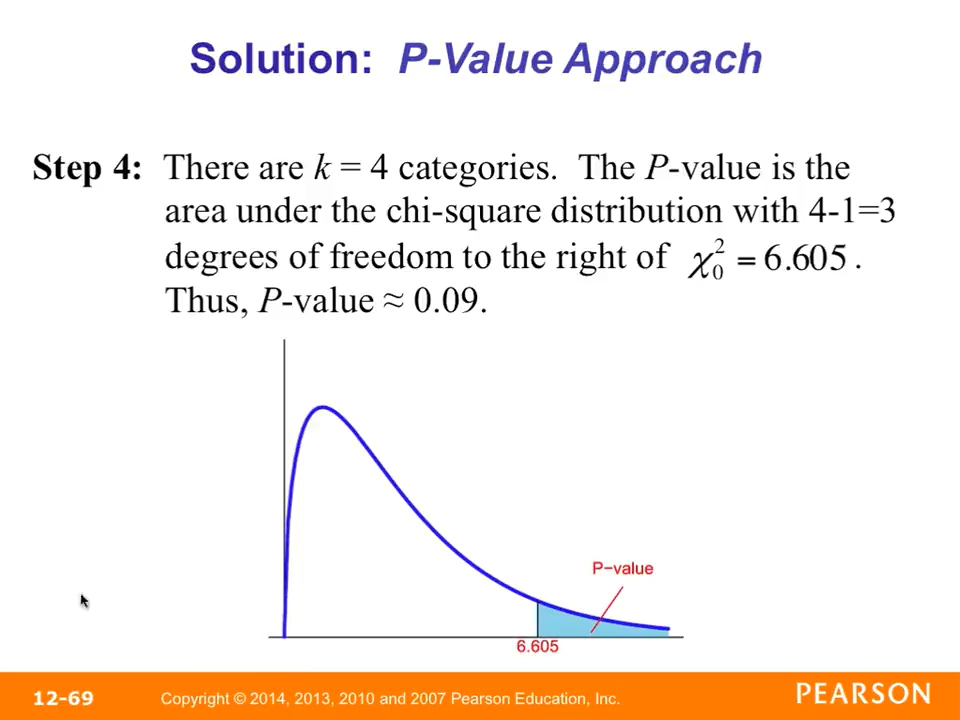 Solution: P-Value Approach
Step 4: There are k = 4 categories. The P-value is the
area under the chi-square distribution with 4-1=3
degrees of freedom to the right of χ₀² = 6.605 .
Thus, P-value ≈ 0.09.
P−value
6.605
12-69 Copyright © 2014, 2013, 2010 and 2007 Pearson Education, Inc. PEARSON